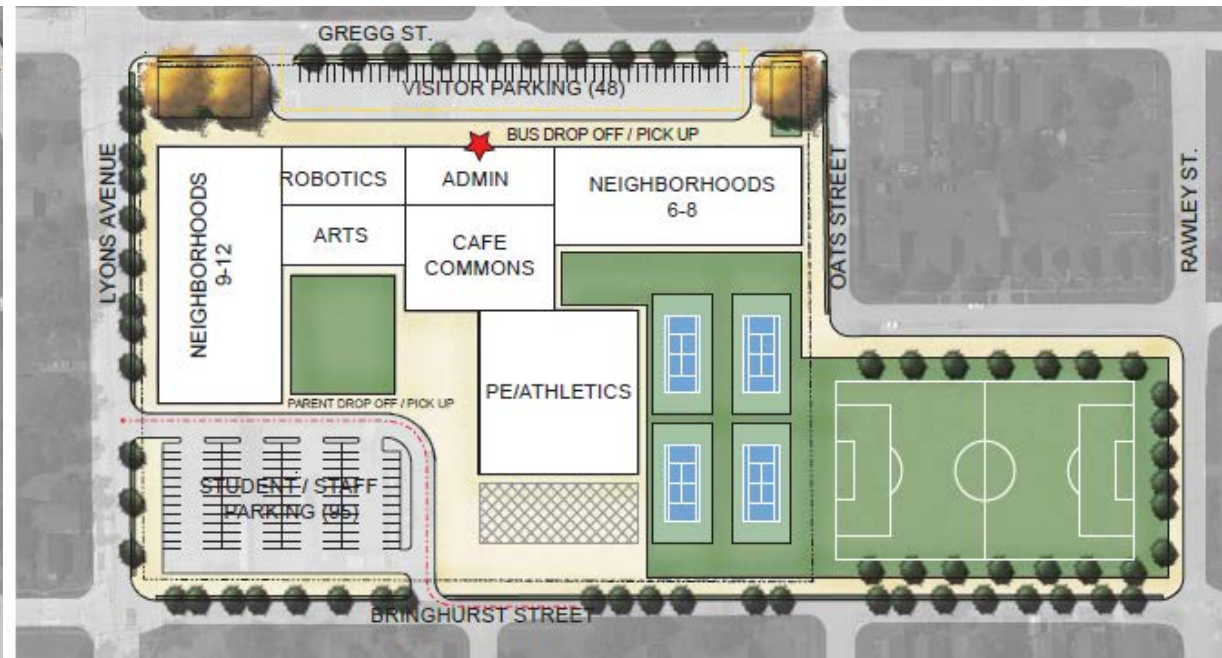 GREGG ST.
VISITOR PARKING (48)
BUS DROP OFF / PICK UP
LYONS AVENUE
NEIGHBORHOODS
9-12
ROBOTICS
ADMIN
NEIGHBORHOODS
6-8
ARTS
CAFE
COMMONS
OATS STREET
RAWLEY ST.
PE/ATHLETICS
PARENT DROP OFF / PICK UP
STUDENT / STAFF
PARKING (95)
BRINGHURST STREET